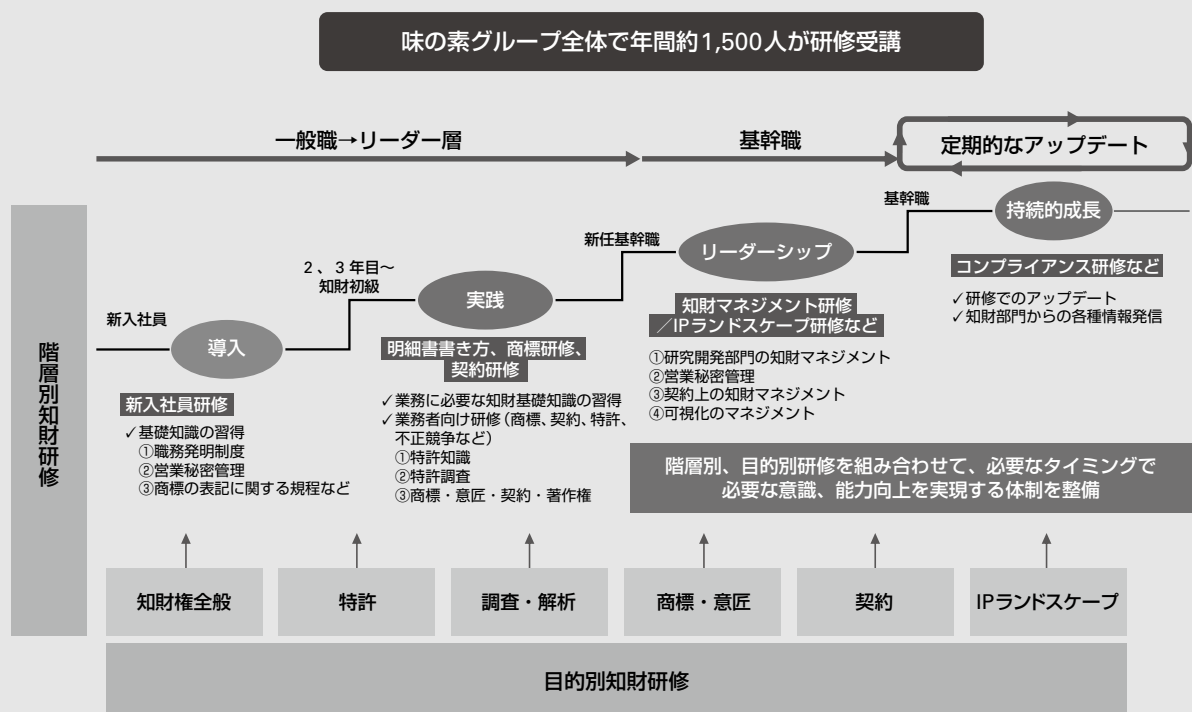 味の素グループ全体で年間約1,500人が研修受講
一般職→リーダー層
基幹職
定期的なアップデート
階層別知財研修
新入社員
導入
新入社員研修
✓基礎知識の習得
①職務発明制度
②営業秘密管理
③商標の表記に関する規程など
2、3年目〜
知財初級
実践
明細書書き方、商標研修、
契約研修
✓業務に必要な知財基礎知識の習得
✓業務者向け研修（商標、契約、特許、
不正競争など）
①特許知識
②特許調査
③商標・意匠・契約・著作権
新任基幹職
リーダーシップ
知財マネジメント研修
／IPランドスケープ研修など
①研究開発部門の知財マネジメント
②営業秘密管理
③契約上の知財マネジメント
④可視化のマネジメント
基幹職
持続的成長
コンプライアンス研修など
✓研修でのアップデート
✓知財部門からの各種情報発信
階層別、目的別研修を組み合わせて、必要なタイミングで
必要な意識、能力向上を実現する体制を整備
知財権全般
特許
調査・解析
商標・意匠
契約
IPランドスケープ
目的別知財研修